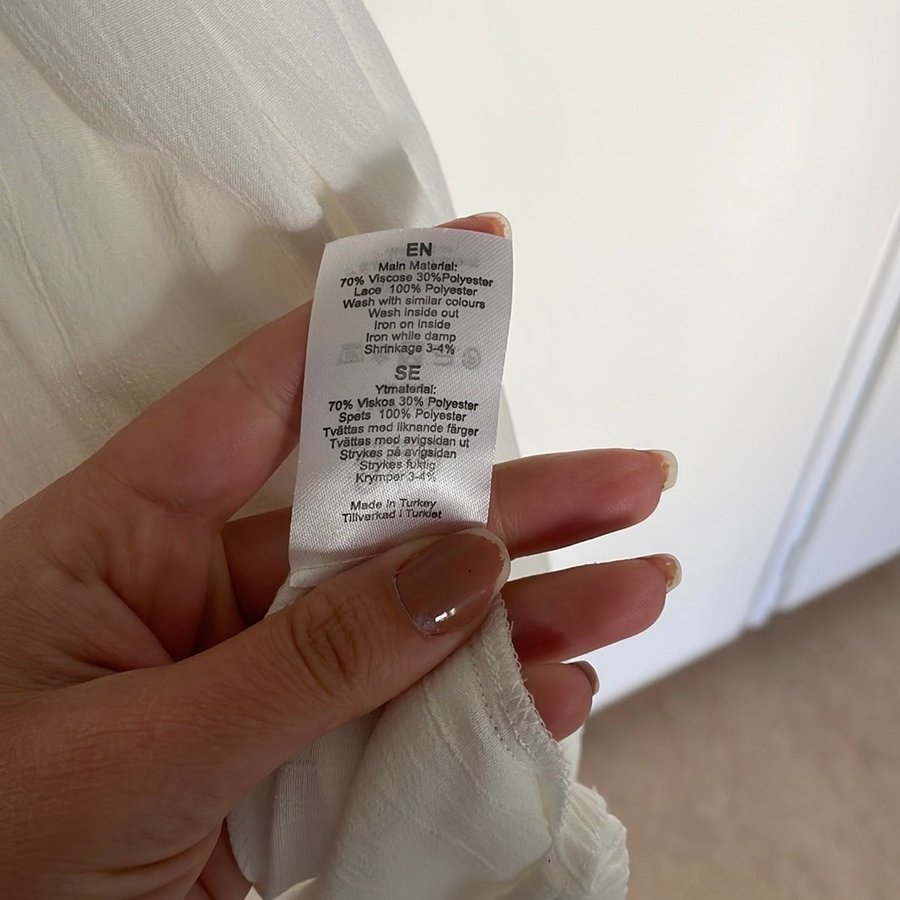 EN
Main Material:
70% Viscose 30%Polyester
Lace 100% Polyester
Wash with similar colours
Wash inside out
Iron on inside
Iron while damp
Shrinkage 3-4%
SE
Ytmaterial:
70% Viskos 30% Polyester
Spets 100% Polyester
Tvättas med liknande färger
Tvättas med avigsidan ut
Strykes på avigsidan
Strykes fuktig
Krymper 3-4%
Made in Turkey
Tillverkad i Turkiet